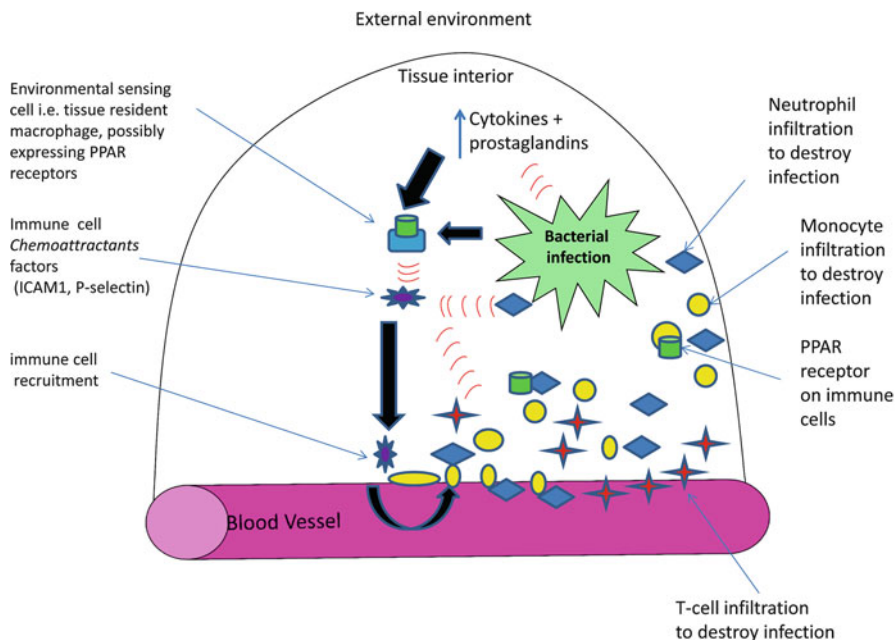 External environment
Tissue interior
Environmental sensing
cell i.e. tissue resident
macrophage, possibly
expressing PPAR
receptors
Cytokines +
prostaglandins
Immune cell
Chemoattractants
factors
(ICAM1, P-selectin)
immune cell
recruitment
Bacterial
infection
Neutrophil
infiltration
to destroy
infection
Monocyte
infiltration
to destroy
infection
PPAR
receptor
on immune
cells
Blood Vessel
T-cell infiltration
to destroy infection